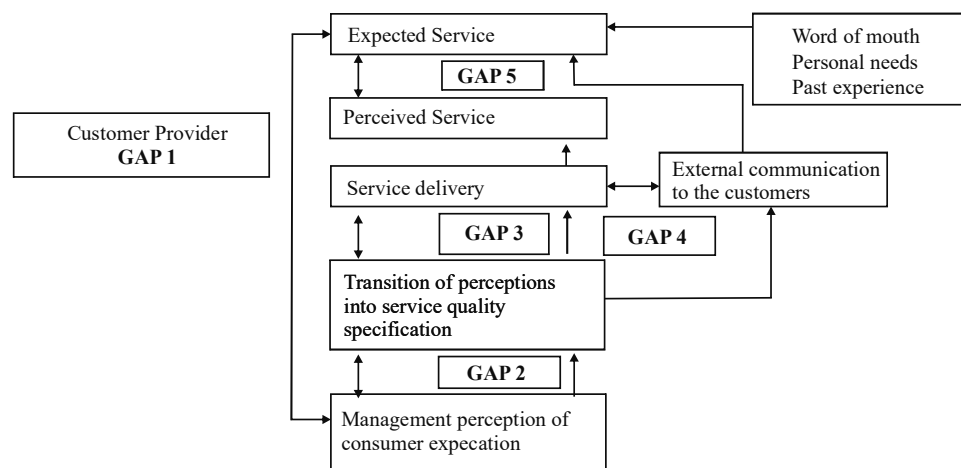 Expected Service
Word of mouth
Personal needs
Past experience
GAP 5
Perceived Service
Customer Provider
GAP 1
Service delivery
External communication
to the customers
GAP 3
GAP 4
Transition of perceptions
into service quality
specification
GAP 2
Management perception of
consumer expecation